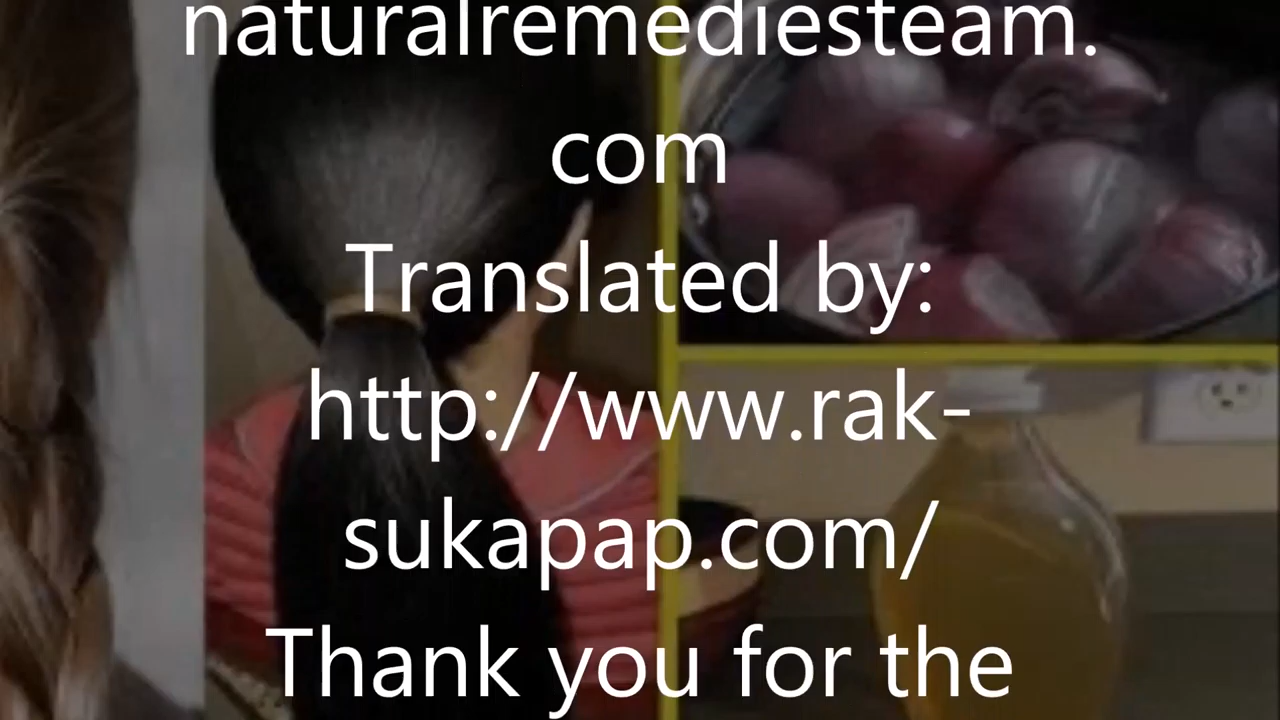 naturalremediesteam.
com
Translated by:
http://www.rak-
sukapap.com/
Thank you for the